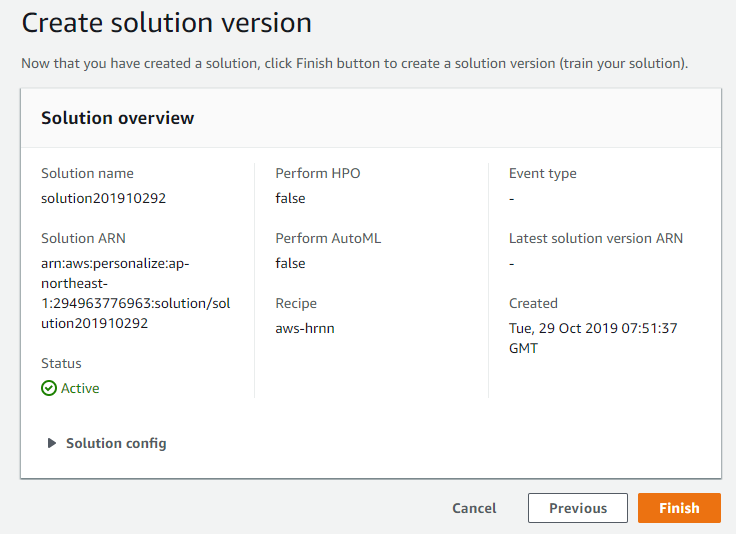 Create solution version
Now that you have created a solution, click Finish button to create a solution version (train your solution).
Solution overview
Solution name
solution201910292
Solution ARN
arn:aws:personalize:ap-
northeast-
1:294963776963:solution/sol
ution201910292
Status
Active
Perform HPO
false
Perform AutoML
false
Recipe
aws-hrnn
Event type
-
Latest solution version ARN
-
Created
Tue, 29 Oct 2019 07:51:37
GMT
Solution config
Cancel
Previous
Finish